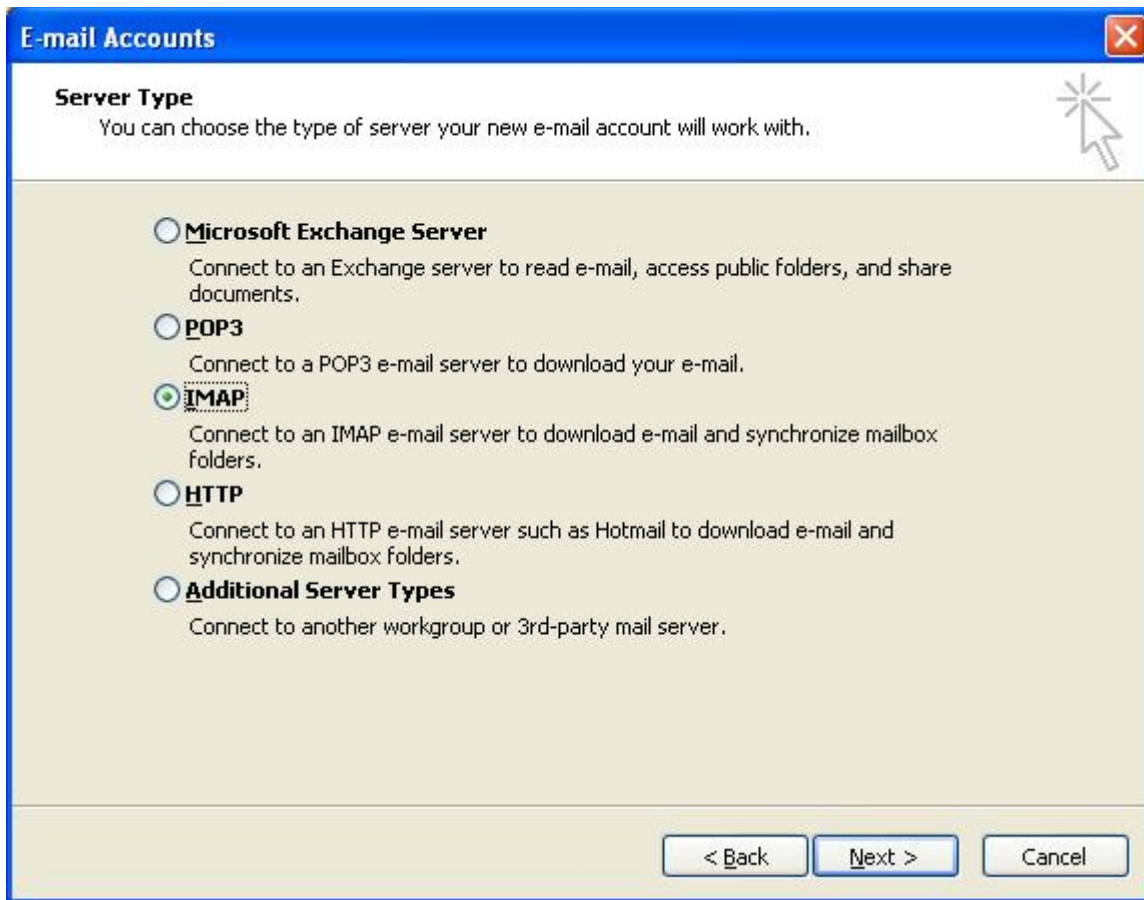 E-mail Accounts
Server Type
You can choose the type of server your new e-mail account will work with.
Microsoft Exchange Server
Connect to an Exchange server to read e-mail, access public folders, and share
documents.
POP3
Connect to a POP3 e-mail server to download your e-mail.
IMAP
Connect to an IMAP e-mail server to download e-mail and synchronize mailbox
folders.
HTTP
Connect to an HTTP e-mail server such as Hotmail to download e-mail and
synchronize mailbox folders.
Additional Server Types
Connect to another workgroup or 3rd-party mail server.
< Back Next > Cancel